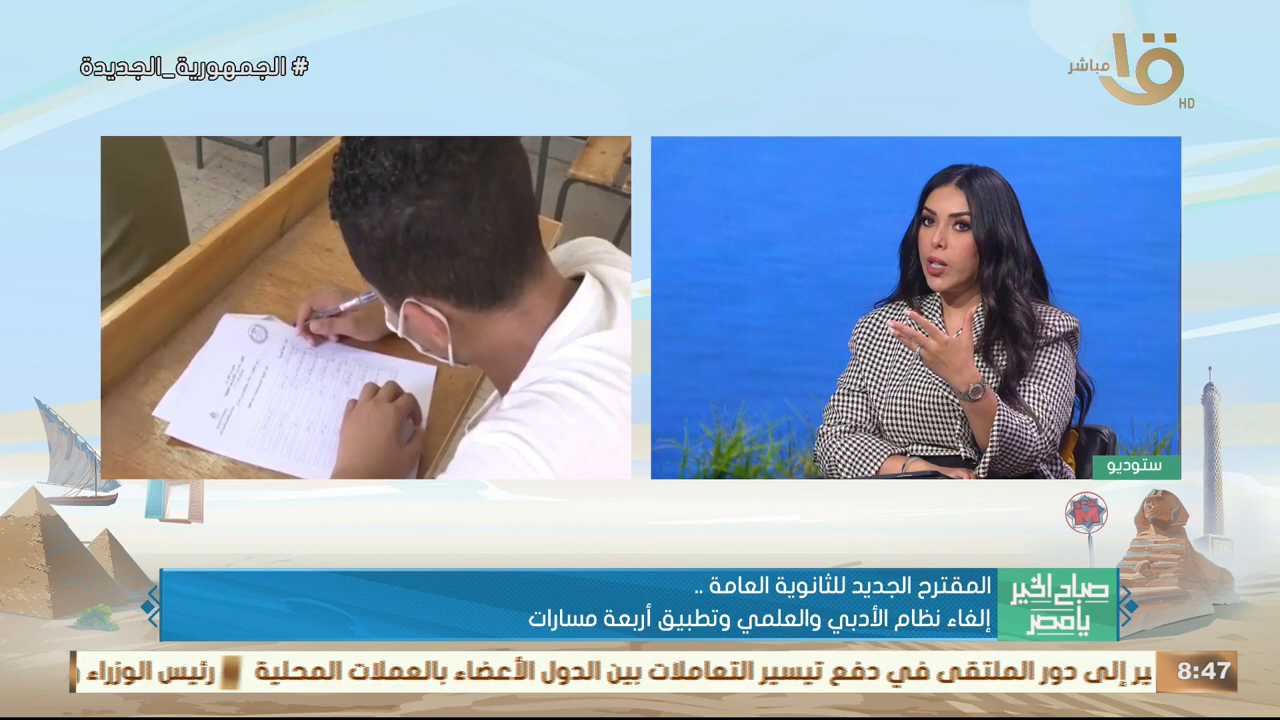 # الجمهورية_الجديدة
مباشر
HD
ستوديو
صباح الخير
يا مصر
المقترح الجديد للثانوية العامة ..
إلغاء نظام الأدبي والعلمي وتطبيق أربعة مسارات
8:47
ير إلى دور الملتقى في دفع تيسير التعاملات بين الدول الأعضاء بالعملات المحلية رئيس الوزراء